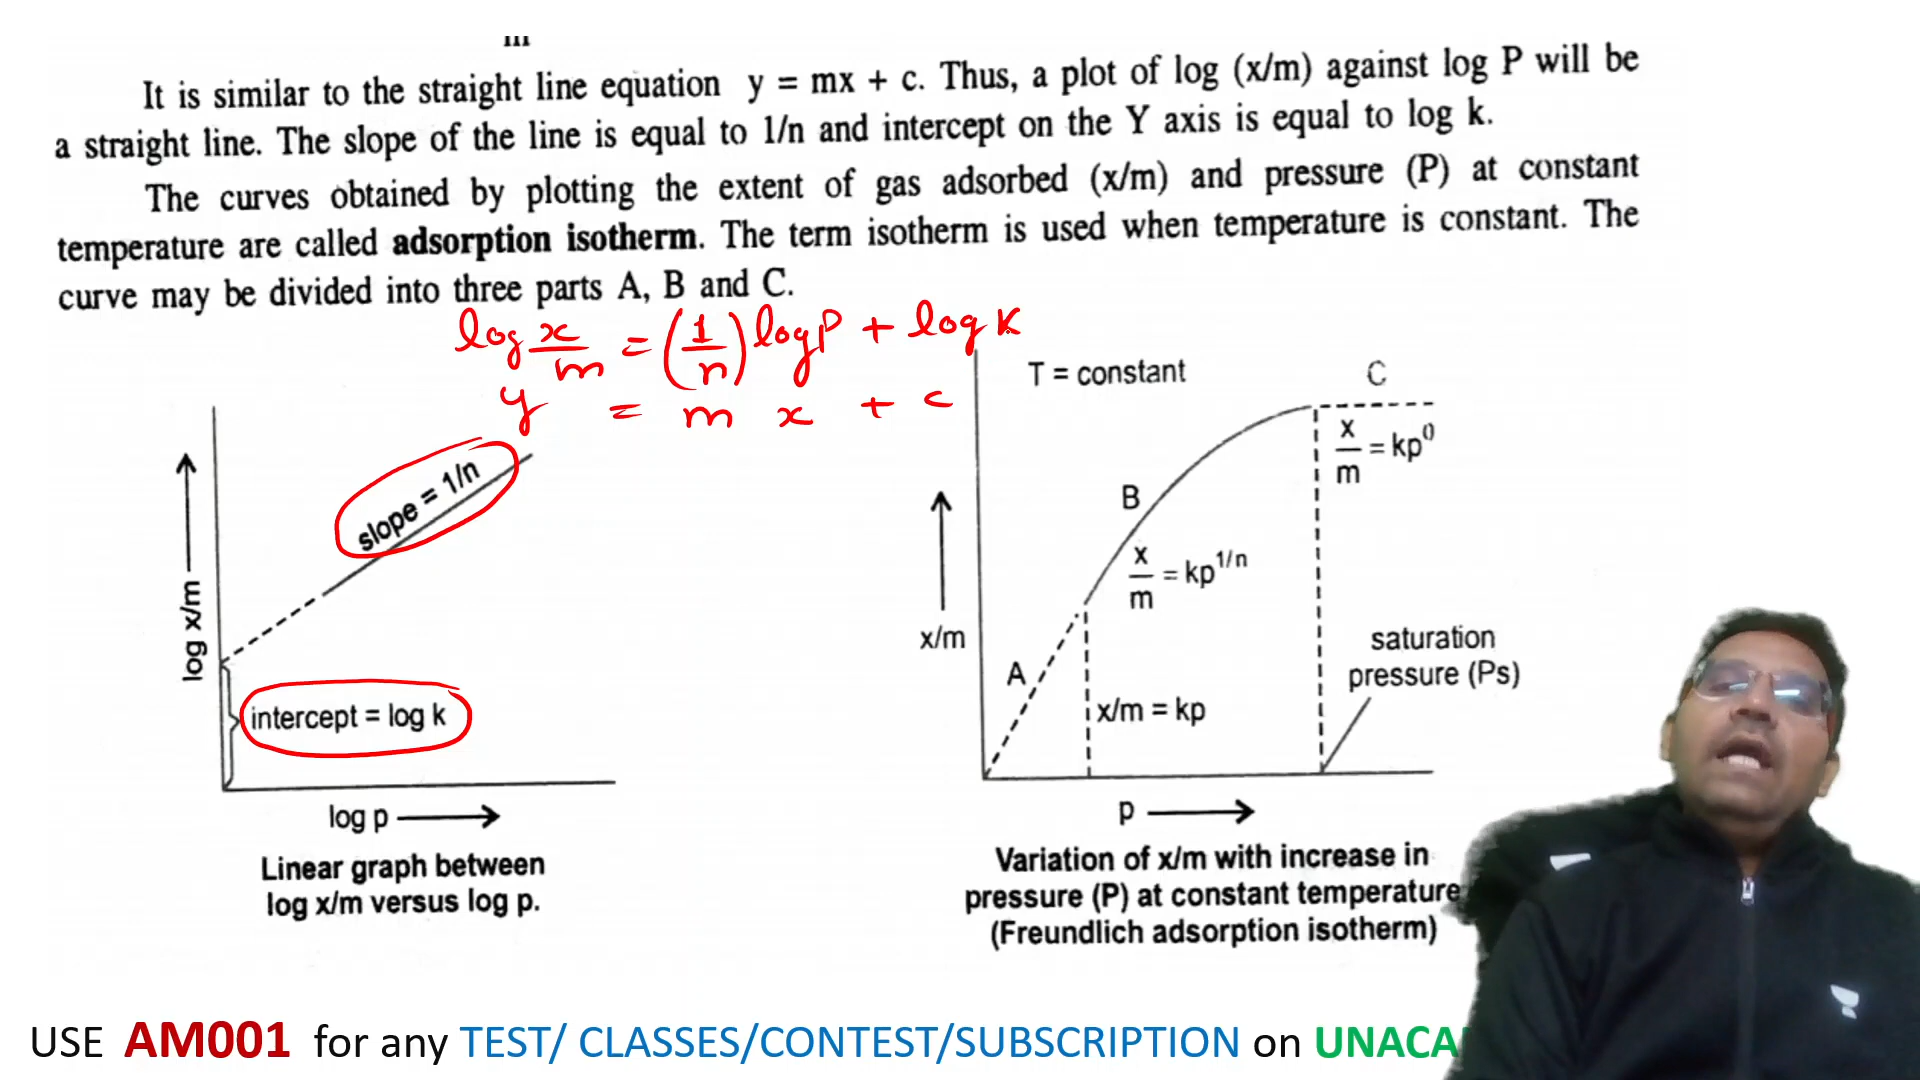 It is similar to the straight line equation y = mx + c. Thus, a plot of log (x/m) against log P will be
a straight line. The slope of the line is equal to 1/n and intercept on the Y axis is equal to log k.
The curves obtained by plotting the extent of gas adsorbed (x/m) and pressure (P) at constant
temperature are called adsorption isotherm. The term isotherm is used when temperature is constant. The
curve may be divided into three parts A, B and C.
log x/m = (1/n) log P + log K
y = m x + c
slope = 1/n
log x/m
intercept = log k
log p
Linear graph between
log x/m versus log p.
T = constant
C
x/m = kp⁰
B
x/m = kp^1/n
x/m
A
x/m = kp
saturation
pressure (Ps)
p
Variation of x/m with increase in
pressure (P) at constant temperature
(Freundlich adsorption isotherm)
USE AM001 for any TEST/ CLASSES/CONTEST/SUBSCRIPTION on UNACA